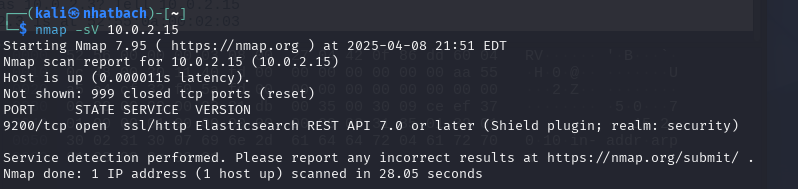 ┌──(kali㉿nhatbach)-[~]
└─$ nmap -sV 10.0.2.15
Starting Nmap 7.95 ( https://nmap.org ) at 2025-04-08 21:51 EDT
Nmap scan report for 10.0.2.15 (10.0.2.15)
Host is up (0.000011s latency).
Not shown: 999 closed tcp ports (reset)
PORT     STATE SERVICE  VERSION
9200/tcp open  ssl/http Elasticsearch REST API 7.0 or later (Shield plugin; realm: security)

Service detection performed. Please report any incorrect results at https://nmap.org/submit/ .
Nmap done: 1 IP address (1 host up) scanned in 28.05 seconds